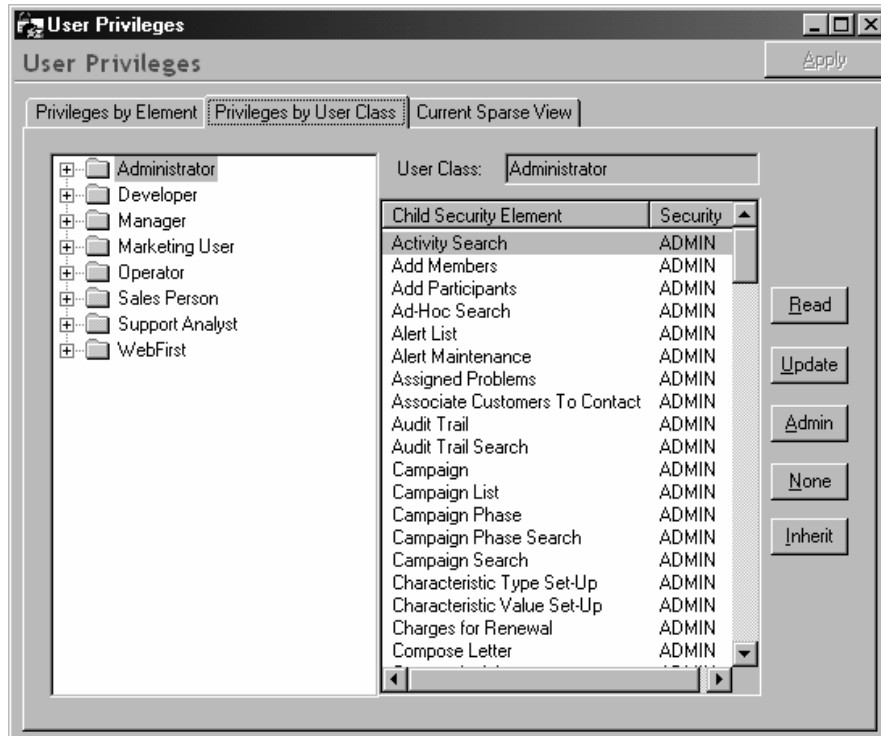 User Privileges
User Privileges
Apply
Privileges by Element Privileges by User Class Current Sparse View
Administrator
Developer
Manager
Marketing User
Operator
Sales Person
Support Analyst
WebFirst
User Class: Administrator
Child Security Element Security
Activity Search ADMIN
Add Members ADMIN
Add Participants ADMIN
Ad-Hoc Search ADMIN
Alert List ADMIN
Alert Maintenance ADMIN
Assigned Problems ADMIN
Associate Customers To Contact ADMIN
Audit Trail ADMIN
Audit Trail Search ADMIN
Campaign ADMIN
Campaign List ADMIN
Campaign Phase ADMIN
Campaign Phase Search ADMIN
Campaign Search ADMIN
Characteristic Type Set-Up ADMIN
Characteristic Value Set-Up ADMIN
Charges for Renewal ADMIN
Compose Letter ADMIN
Read
Update
Admin
None
Inherit